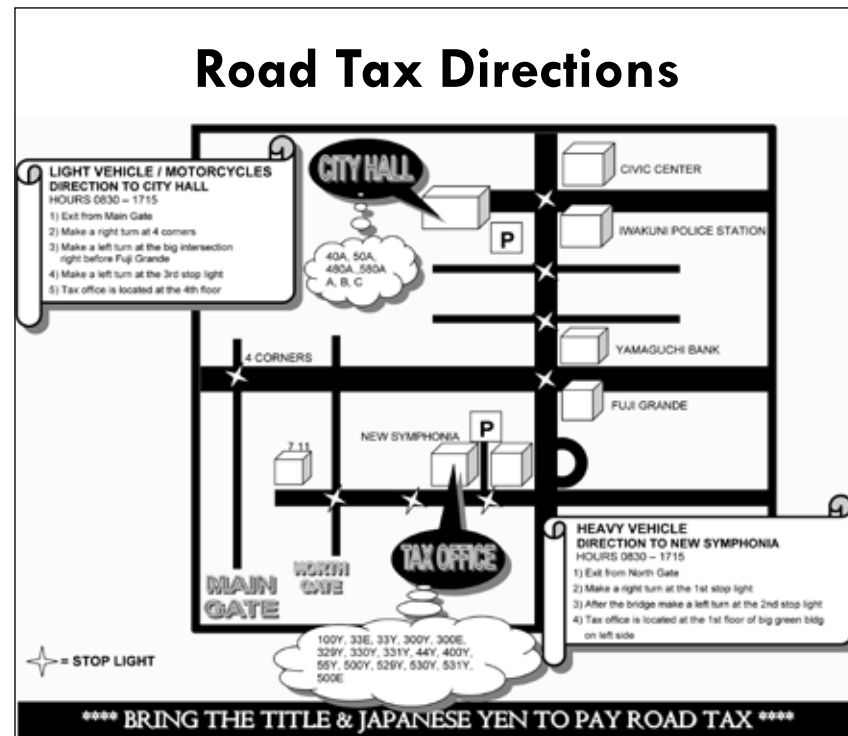 Road Tax Directions
LIGHT VEHICLE / MOTORCYCLES
DIRECTION TO CITY HALL
HOURS 0830 – 1715
1) Exit from Main Gate
2) Make a right turn at 4 corners
3) Make a left turn at the big intersection
right before Fuji Grande
4) Make a left turn at the 3rd stop light
5) Tax office is located at the 4th floor
CITY HALL
40A, 50A,
480A,,580A
A, B, C
P
CIVIC CENTER
IWAKUNI POLICE STATION
YAMAGUCHI BANK
4 CORNERS
FUJI GRANDE
NEW SYMPHONIA
P
7 11
TAX OFFICE
MAIN
GATE
NORTH
GATE
HEAVY VEHICLE
DIRECTION TO NEW SYMPHONIA
HOURS 0830 – 1715
1) Exit from North Gate
2) Make a right turn at the 1st stop light
3) After the bridge make a left turn at the 2nd stop light
4) Tax office is located at the 1st floor of big green bldg
on left side
100Y, 33E, 33Y, 300Y, 300E,
329Y, 330Y, 331Y, 44Y, 400Y,
55Y, 500Y, 529Y, 530Y, 531Y,
500E
= STOP LIGHT
**** BRING THE TITLE & JAPANESE YEN TO PAY ROAD TAX ****